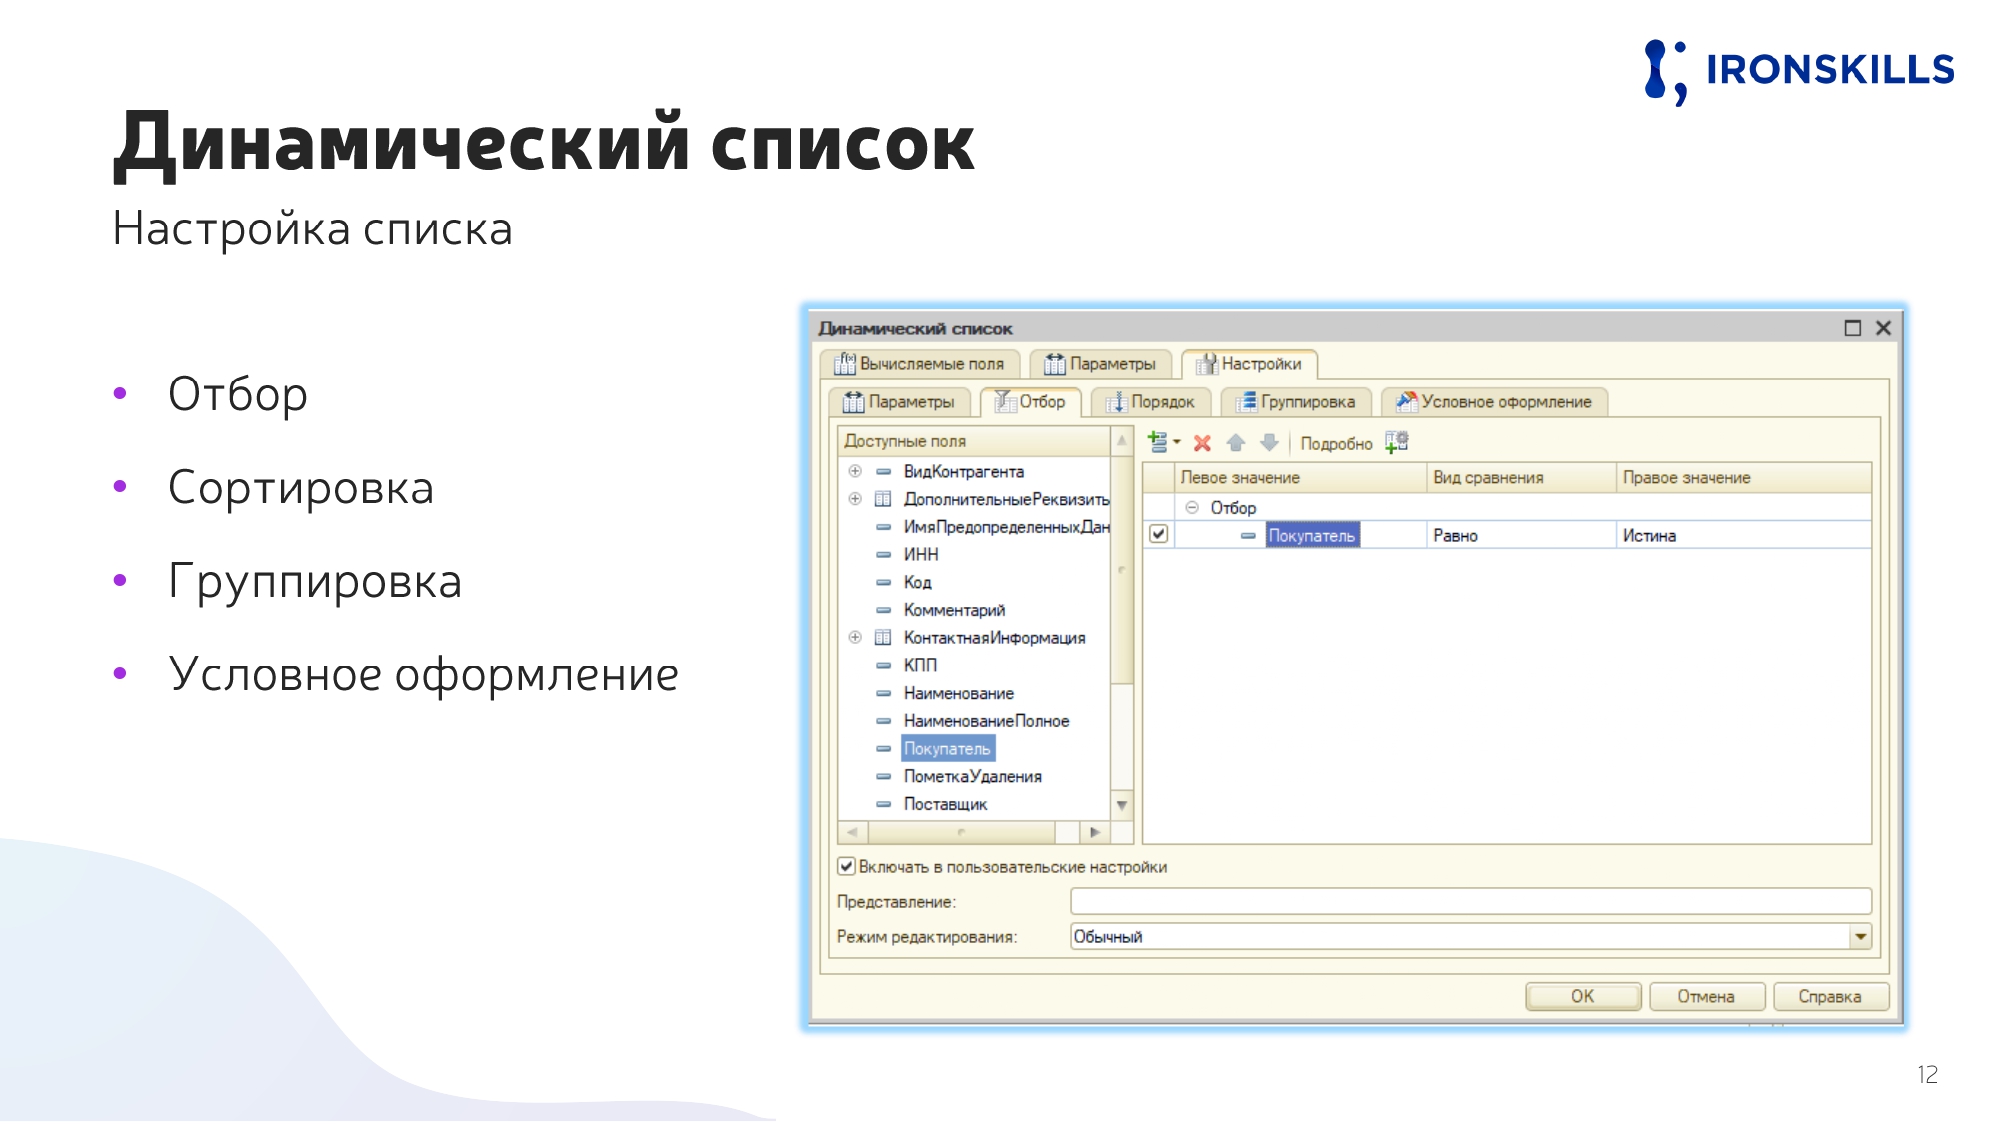 IRONSKILLS
Динамический список
Настройка списка
• Отбор
• Сортировка
• Группировка
• Условное оформление
Динамический список
Вычисляемые поля Параметры Настройки
Параметры Отбор Порядок Группировка Условное оформление
Доступные поля
ВидКонтрагента
ДополнительныеРеквизиты
ИмяПредопределенныхДан
ИНН
Код
Комментарий
КонтактнаяИнформация
КПП
Наименование
НаименованиеПолное
Покупатель
ПометкаУдаления
Поставщик
Подробно
Левое значение Вид сравнения Правое значение
Отбор
Покупатель Равно Истина
Включать в пользовательские настройки
Представление:
Режим редактирования: Обычный
OK Отмена Справка
12